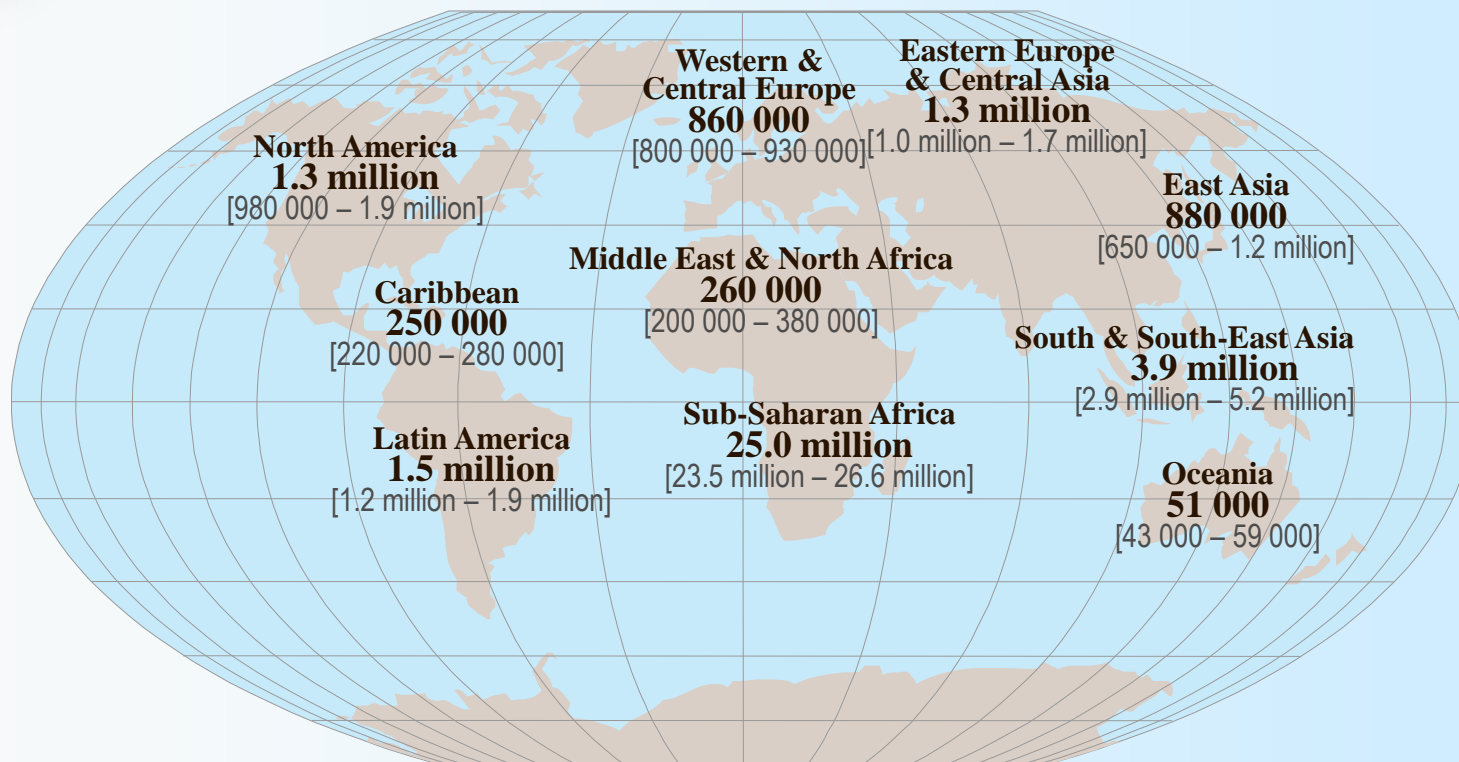 Western &
Central Europe
860 000
[800 000 – 930 000]
Eastern Europe
& Central Asia
1.3 million
[1.0 million – 1.7 million]
North America
1.3 million
[980 000 – 1.9 million]
East Asia
880 000
[650 000 – 1.2 million]
Middle East & North Africa
260 000
[200 000 – 380 000]
Caribbean
250 000
[220 000 – 280 000]
South & South-East Asia
3.9 million
[2.9 million – 5.2 million]
Sub-Saharan Africa
25.0 million
[23.5 million – 26.6 million]
Latin America
1.5 million
[1.2 million – 1.9 million]
Oceania
51 000
[43 000 – 59 000]